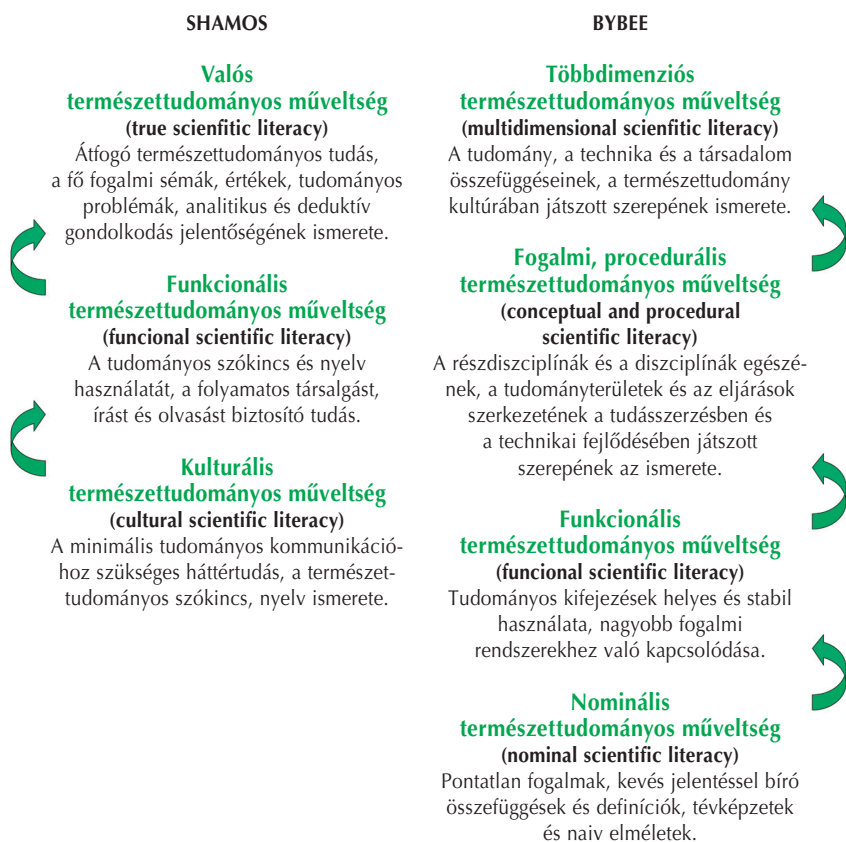 SHAMOS
Valós
természettudományos műveltség
(true scienfitic literacy)
Átfogó természettudományos tudás,
a fő fogalmi sémák, értékek, tudományos
problémák, analitikus és deduktív
gondolkodás jelentőségének ismerete.
Funkcionális
természettudományos műveltség
(funcional scientific literacy)
A tudományos szókincs és nyelv
használatát, a folyamatos társalgást,
írást és olvasást biztosító tudás.
Kulturális
természettudományos műveltség
(cultural scientific literacy)
A minimális tudományos kommunikáció-
hoz szükséges háttértudás, a természet-
tudományos szókincs, nyelv ismerete.
BYBEE
Többdimenziós
természettudományos műveltség
(multidimensional scienfitic literacy)
A tudomány, a technika és a társadalom
összefüggéseinek, a természettudomány
kultúrában játszott szerepének ismerete.
Fogalmi, procedurális
természettudományos műveltség
(conceptual and procedural
scientific literacy)
A részdiszciplínák és a diszciplínák egészé-
nek, a tudományterületek és az eljárások
szerkezetének a tudásszerzésben és
a technikai fejlődésében játszott
szerepének az ismerete.
Funkcionális
természettudományos műveltség
(funcional scientific literacy)
Tudományos kifejezések helyes és stabil
használata, nagyobb fogalmi
rendszerekhez való kapcsolódása.
Nominális
természettudományos műveltség
(nominal scientific literacy)
Pontatlan fogalmak, kevés jelentéssel bíró
összefüggések és definíciók, tévképzetek
és naiv elméletek.